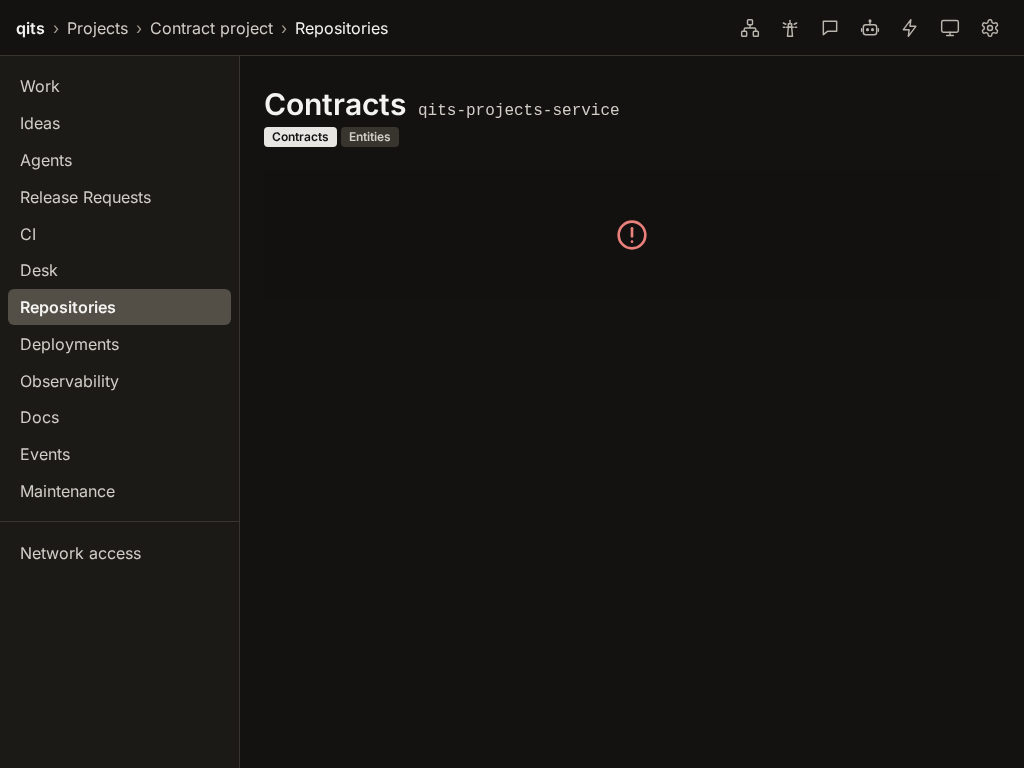 qits › Projects › Contract project › Repositories
Work
Ideas
Agents
Release Requests
CI
Desk
Repositories
Deployments
Observability
Docs
Events
Maintenance
Network access
Contracts qits-projects-service
Contracts Entities